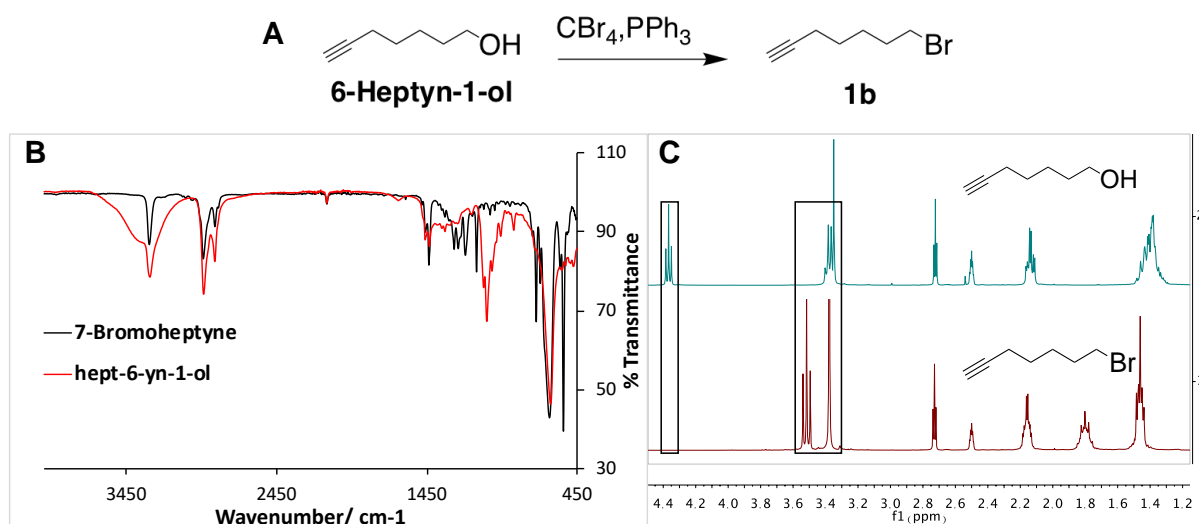 A
OH
CBr4,PPh3
Br
6-Heptyn-1-ol
1b
B
110
90
70
50
30
% Transmittance
7-Bromoheptyne
hept-6-yn-1-ol
3450
2450
1450
450
Wavenumber/ cm-1
C
OH
2
Br
4.4
4.2
4.0
3.8
3.6
3.4
3.2
3.0
2.8
2.6
2.4
2.2
2.0
1.8
1.6
1.4
1.2
f1 (ppm)